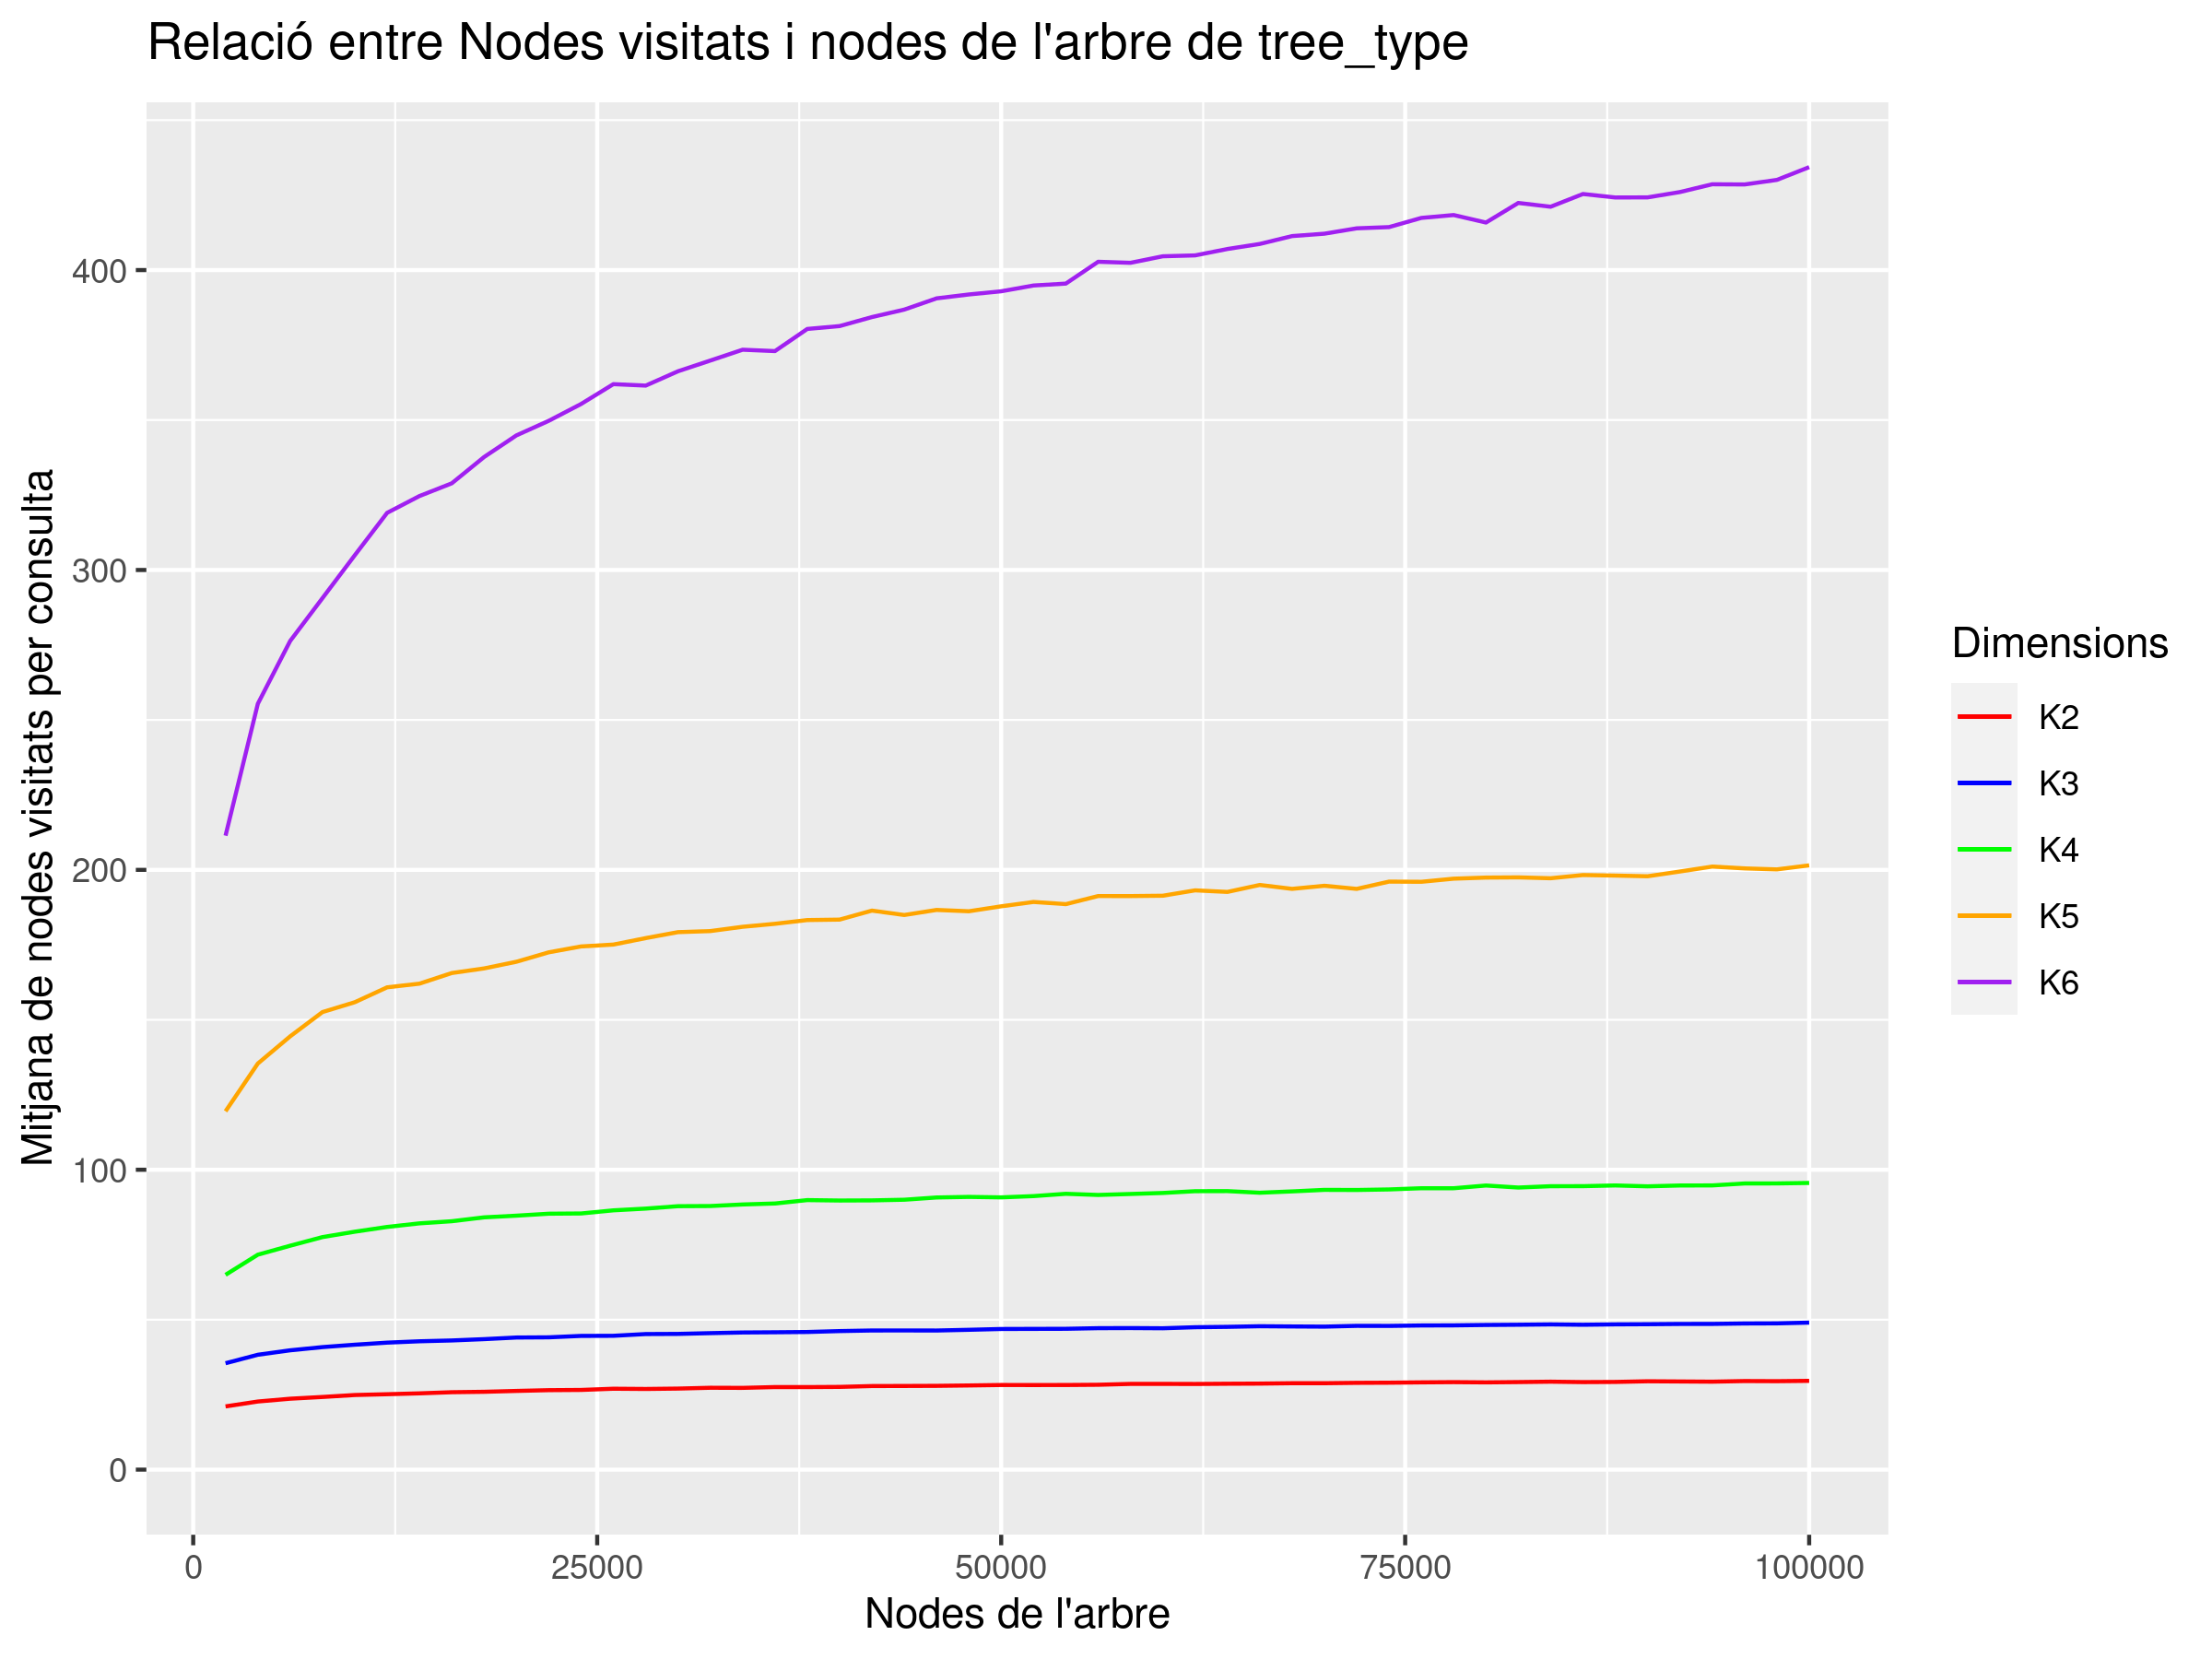 Relació entre Nodes visitats i nodes de l'arbre de tree_type
Mitjana de nodes visitats per consulta
400
300
200
100
0
0
25000
50000
75000
100000
Nodes de l'arbre
Dimensions
K2
K3
K4
K5
K6